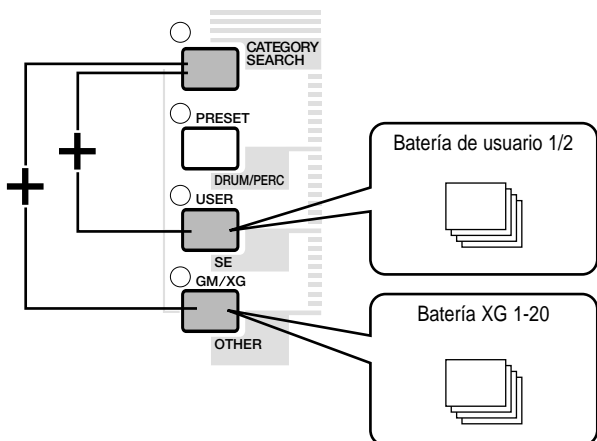 CATEGORY
SEARCH
PRESET
DRUM/PERC
USER
SE
GM/XG
OTHER
Batería de usuario 1/2
Batería XG 1-20